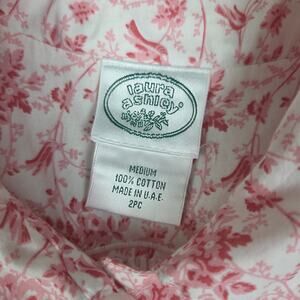 laura
ashley
MEDIUM
100% COTTON
MADE IN U.A.E.
2PC